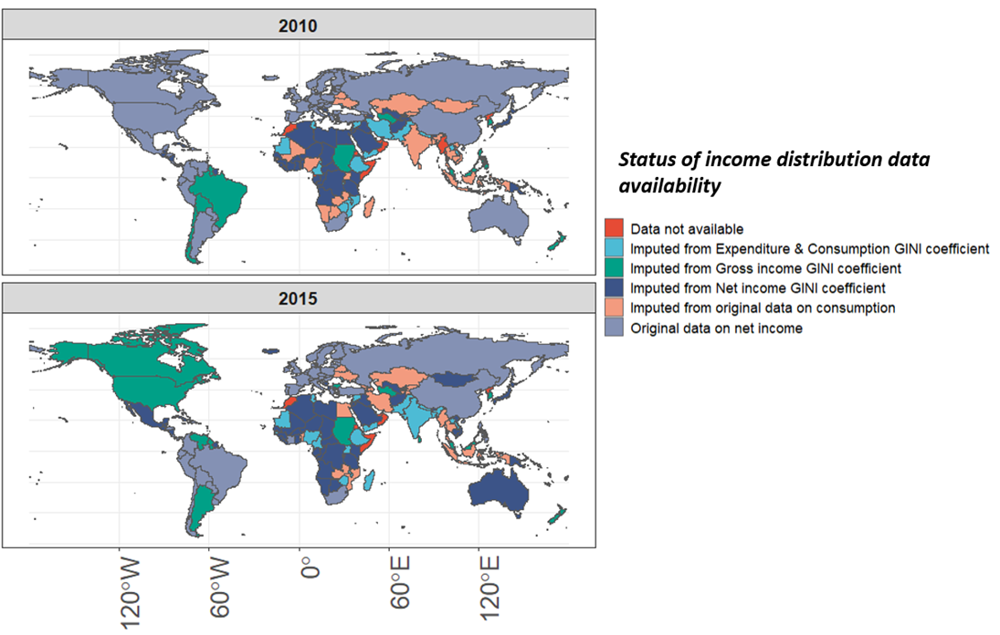 2010
2015
120°W
60°W
0°
60°E
120°E
Status of income distribution data
availability
Data not available
Imputed from Expenditure & Consumption GINI coefficient
Imputed from Gross income GINI coefficient
Imputed from Net income GINI coefficient
Imputed from original data on consumption
Original data on net income